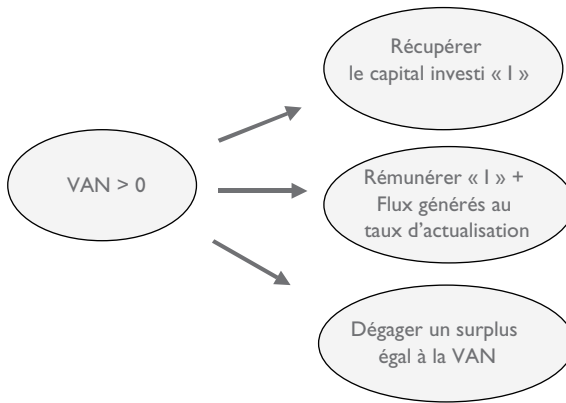 Récupérer
le capital investi « I »
VAN > 0
Rémunérer « I » +
Flux générés au
taux d’actualisation
Dégager un surplus
égal à la VAN